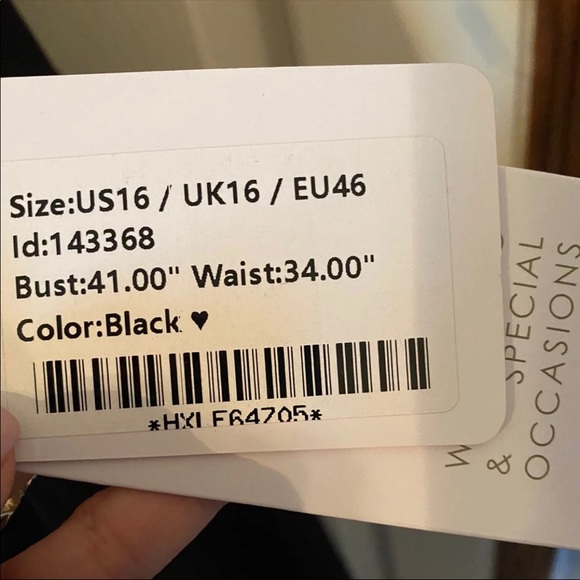 Size:US16 / UK16 / EU46
Id:143368
Bust:41.00" Waist:34.00"
Color:Black ♥
*HXLF64705*
SPECIAL
& OCCASIONS